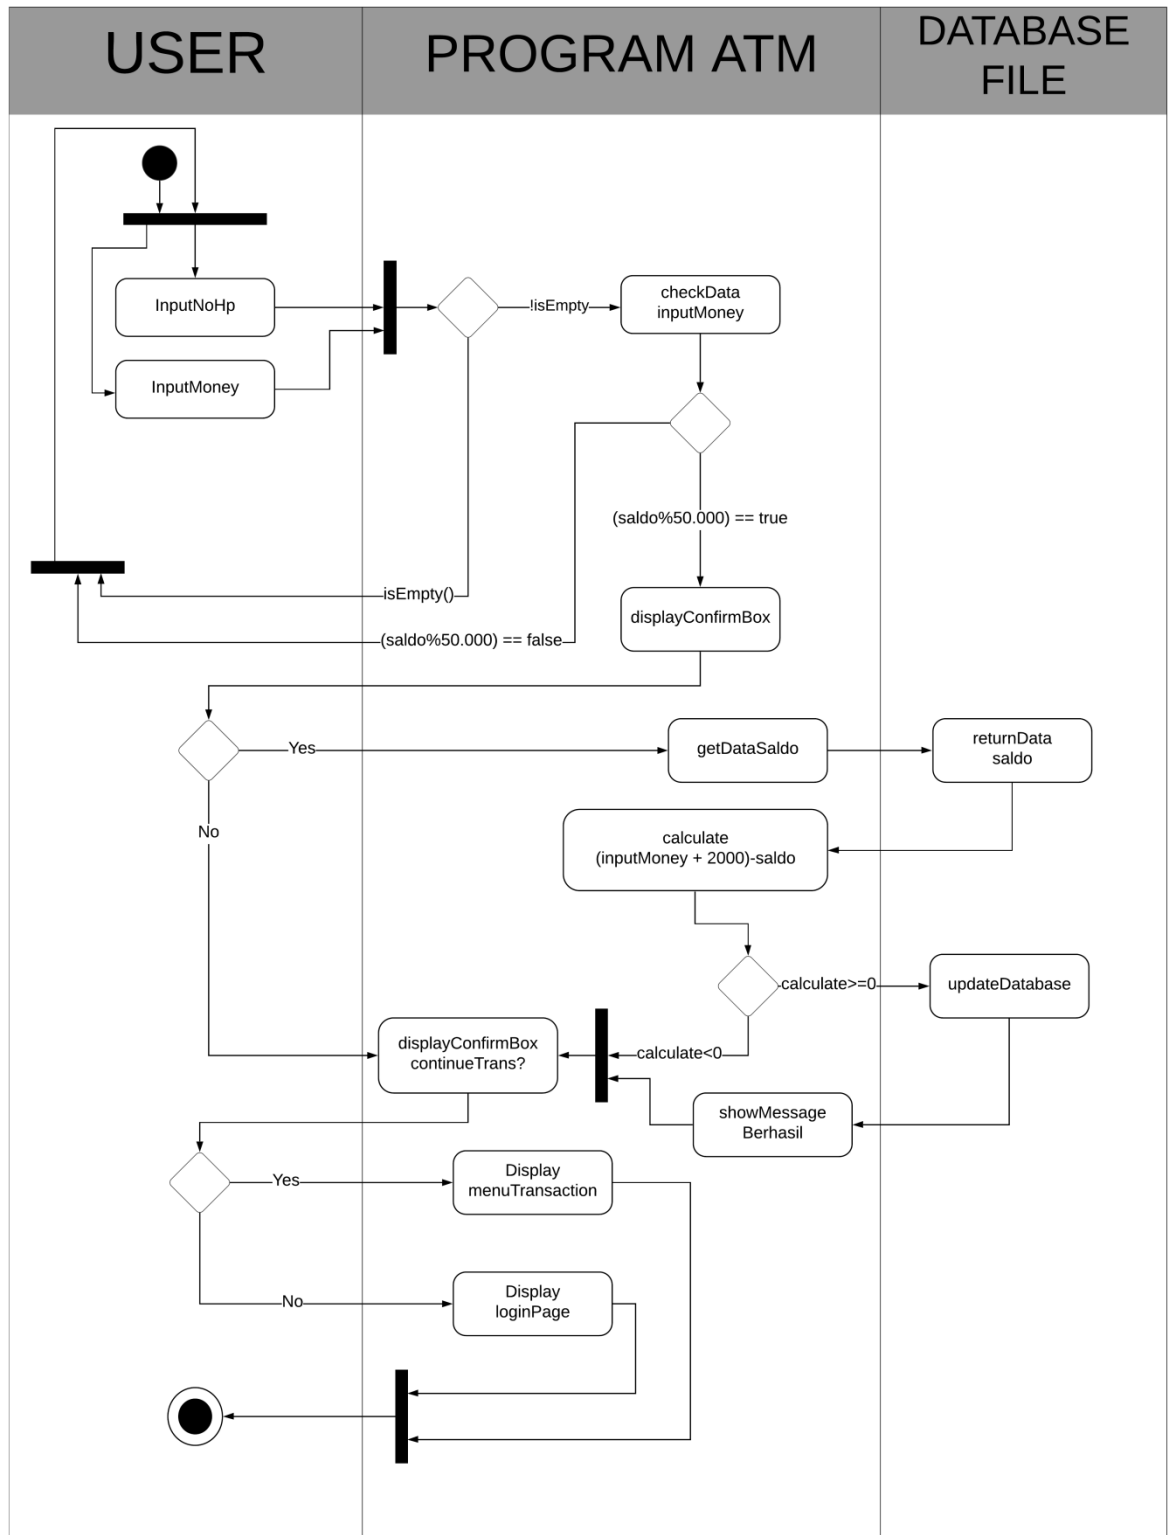 USER
PROGRAM ATM
DATABASE
FILE
InputNoHp
InputMoney
!isEmpty
checkData
inputMoney
(saldo%50.000) == true
isEmpty()
(saldo%50.000) == false
displayConfirmBox
Yes
getDataSaldo
returnData
saldo
No
calculate
(inputMoney + 2000)-saldo
calculate>=0
updateDatabase
displayConfirmBox
continueTrans?
calculate<0
showMessage
Berhasil
Yes
Display
menuTransaction
No
Display
loginPage